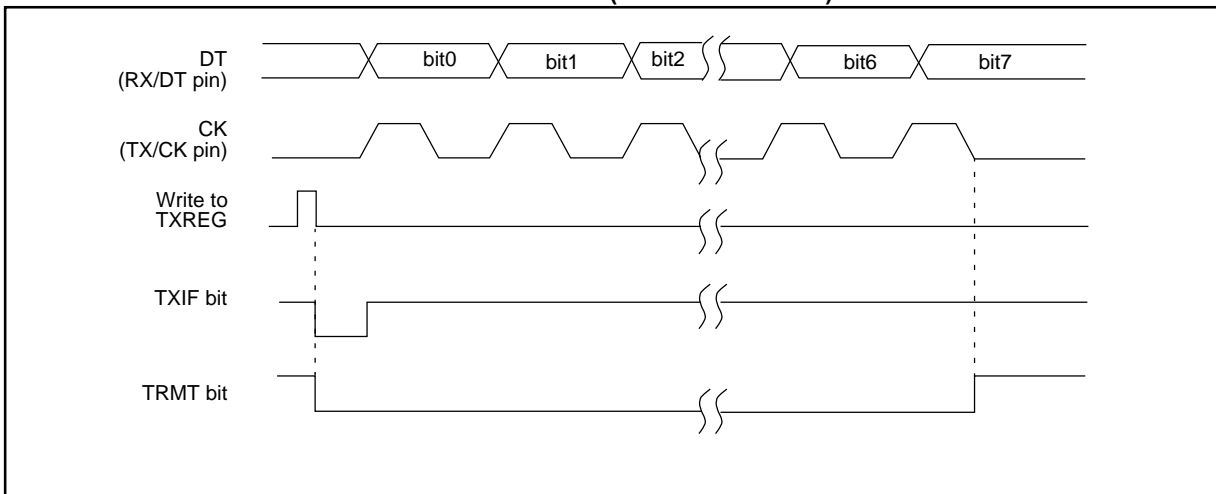 DT
(RX/DT pin)
bit0
bit1
bit2
bit6
bit7
CK
(TX/CK pin)
Write to
TXREG
TXIF bit
TRMT bit